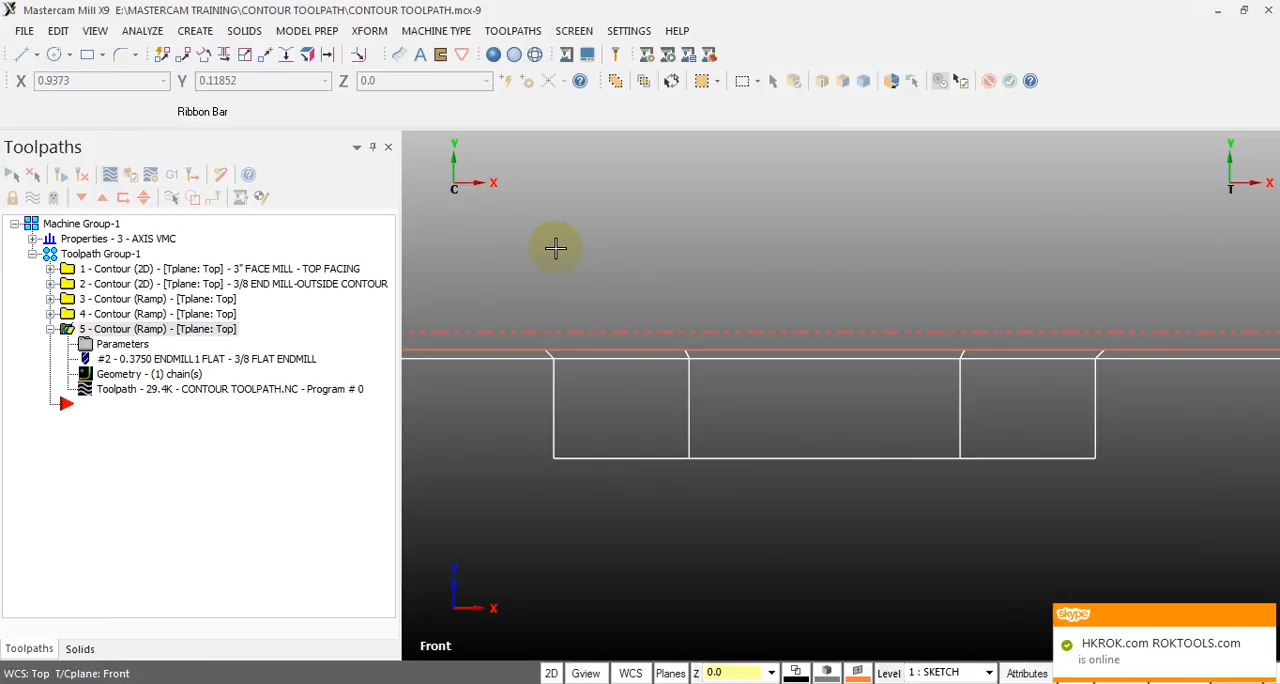 Mastercam Mill X9 E:\MASTERCAM TRAINING\CONTOUR TOOLPATH\CONTOUR TOOLPATH.mcx-9
FILE EDIT VIEW ANALYZE CREATE SOLIDS MODEL PREP XFORM MACHINE TYPE TOOLPATHS SCREEN SETTINGS HELP
X 0.9373 Y 0.11852 Z 0.0
Ribbon Bar
Toolpaths
G1
Machine Group-1
Properties - 3 - AXIS VMC
Toolpath Group-1
1 - Contour (2D) - [Tplane: Top] - 3" FACE MILL - TOP FACING
2 - Contour (2D) - [Tplane: Top] - 3/8 END MILL-OUTSIDE CONTOUR
3 - Contour (Ramp) - [Tplane: Top]
4 - Contour (Ramp) - [Tplane: Top]
5 - Contour (Ramp) - [Tplane: Top]
Parameters
#2 - 0.3750 ENDMILL1 FLAT - 3/8 FLAT ENDMILL
Geometry - (1) chain(s)
Toolpath - 29.4K - CONTOUR TOOLPATH.NC - Program # 0
Y
X
C
Y
X
T
Z
X
Front
skype
HKROK.com ROKTOOLS.com
is online
Toolpaths Solids
WCS: Top T/Cplane: Front 2D Gview WCS Planes Z 0.0 Level 1 : SKETCH Attributes